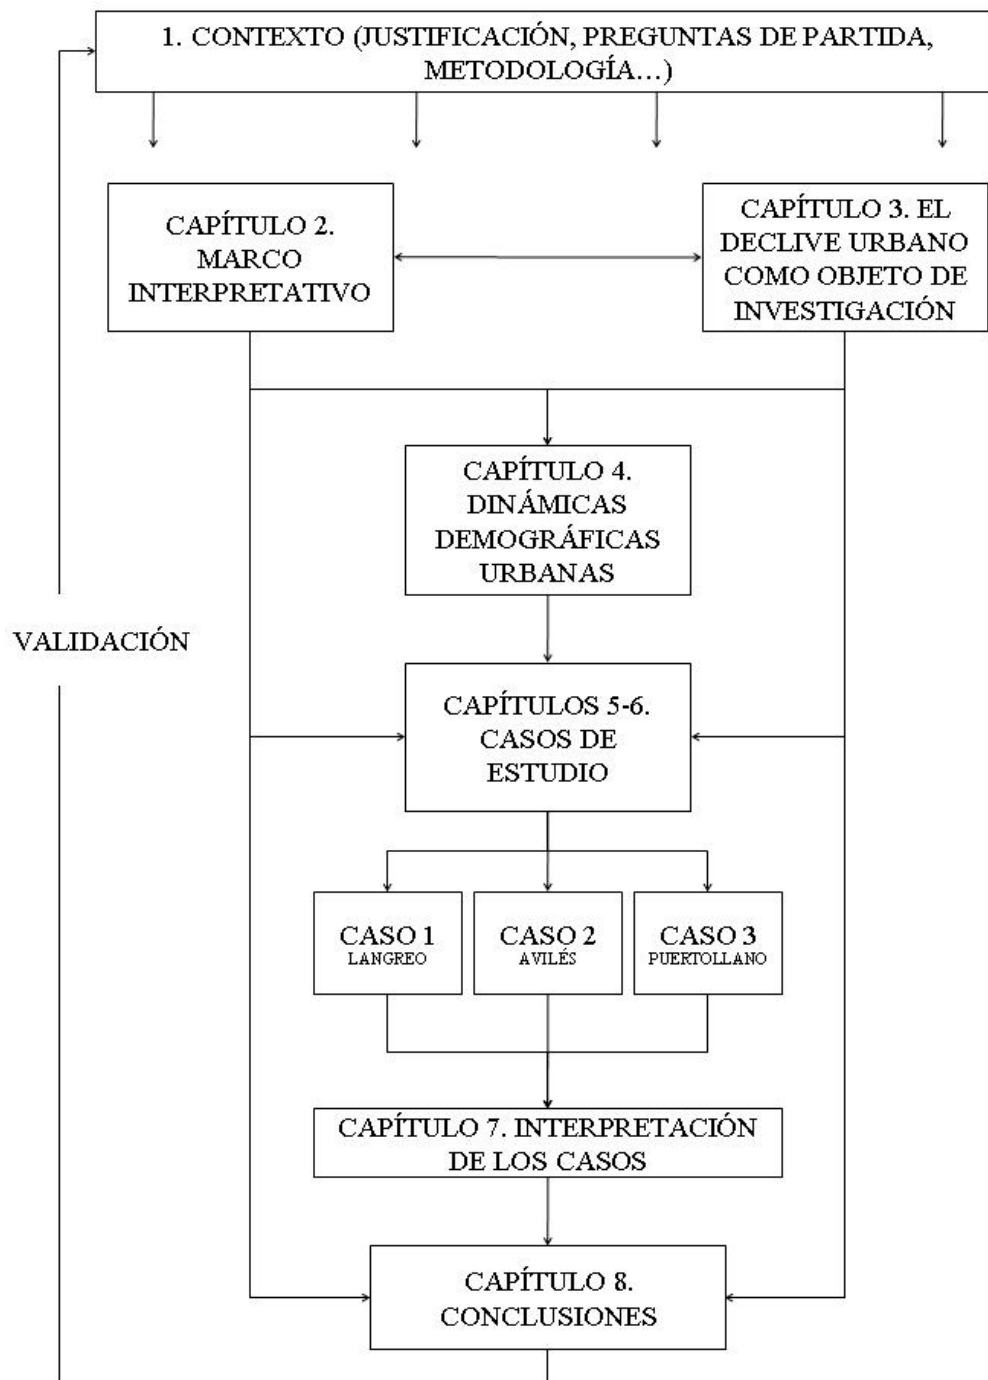 1. CONTEXTO (JUSTIFICACIÓN, PREGUNTAS DE PARTIDA,
METODOLOGÍA…)
CAPÍTULO 2.
MARCO
INTERPRETATIVO
CAPÍTULO 3. EL
DECLIVE URBANO
COMO OBJETO DE
INVESTIGACIÓN
CAPÍTULO 4.
DINÁMICAS
DEMOGRÁFICAS
URBANAS
VALIDACIÓN
CAPÍTULOS 5-6.
CASOS DE
ESTUDIO
CASO 1
LANGREO
CASO 2
AVILÉS
CASO 3
PUERTOLLANO
CAPÍTULO 7. INTERPRETACIÓN
DE LOS CASOS
CAPÍTULO 8.
CONCLUSIONES